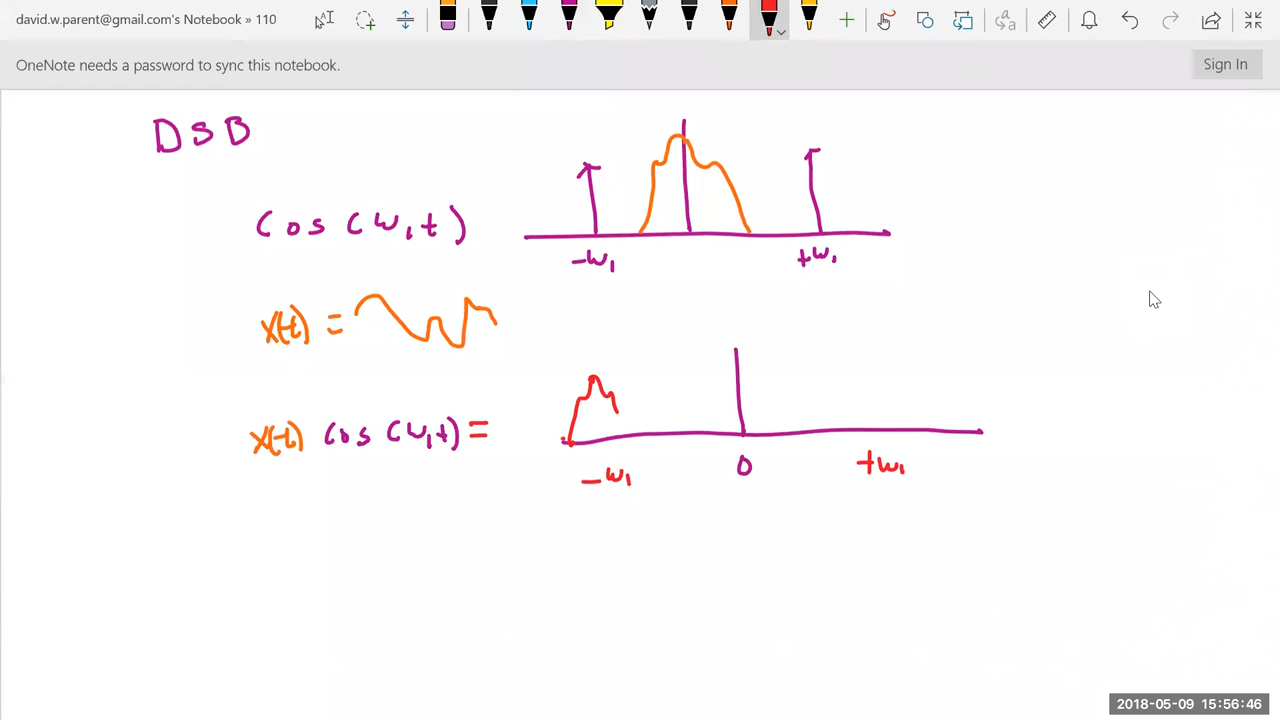 david.w.parent@gmail.com's Notebook » 110
OneNote needs a password to sync this notebook.
Sign In
DSB
cos(ω₁t)
-ω₁
+ω₁
x(t) =
x(t) cos(ω₁t) =
-ω₁
0
+ω₁
2018-05-09 15:56:46